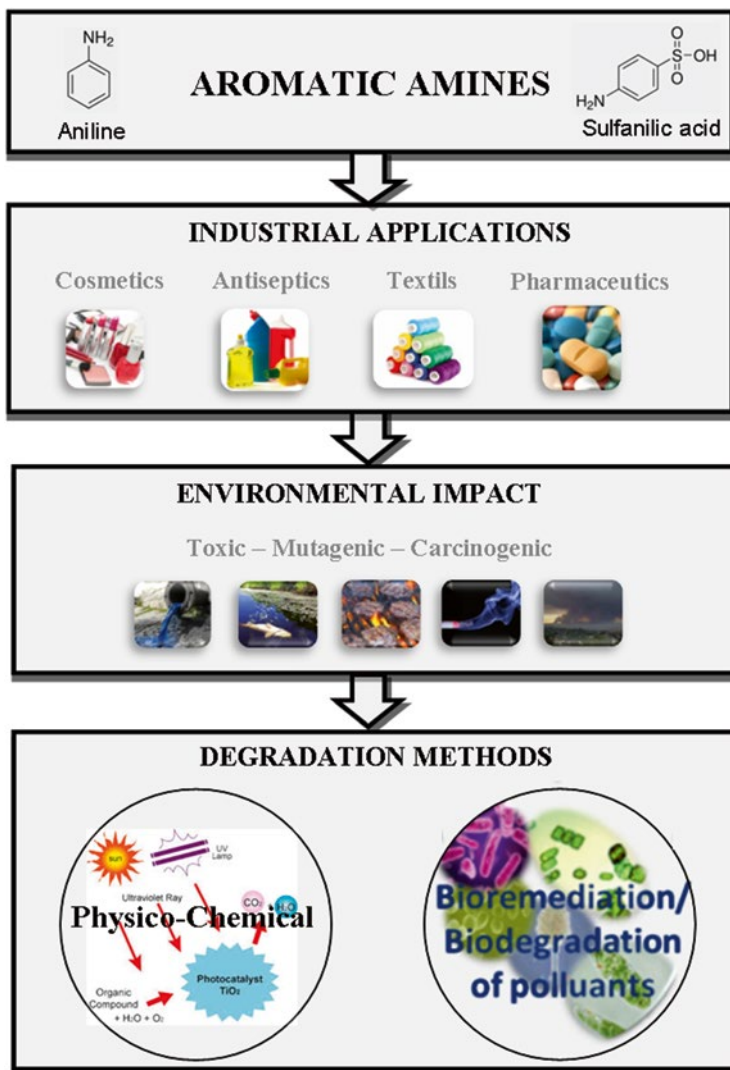 NH₂
Aniline
AROMATIC AMINES
O
S
OH
O
H₂N
Sulfanilic acid
INDUSTRIAL APPLICATIONS
Cosmetics Antiseptics Textils Pharmaceutics
ENVIRONMENTAL IMPACT
Toxic – Mutagenic – Carcinogenic
DEGRADATION METHODS
sun
UV
Lamp
Ultraviolet Ray
CO₂
+ H₂O
Physico-Chemical
Photocatalyst
TiO₂
Organic
Compound
+ H₂O + O₂
Bioremediation/
Biodegradation
of polluants